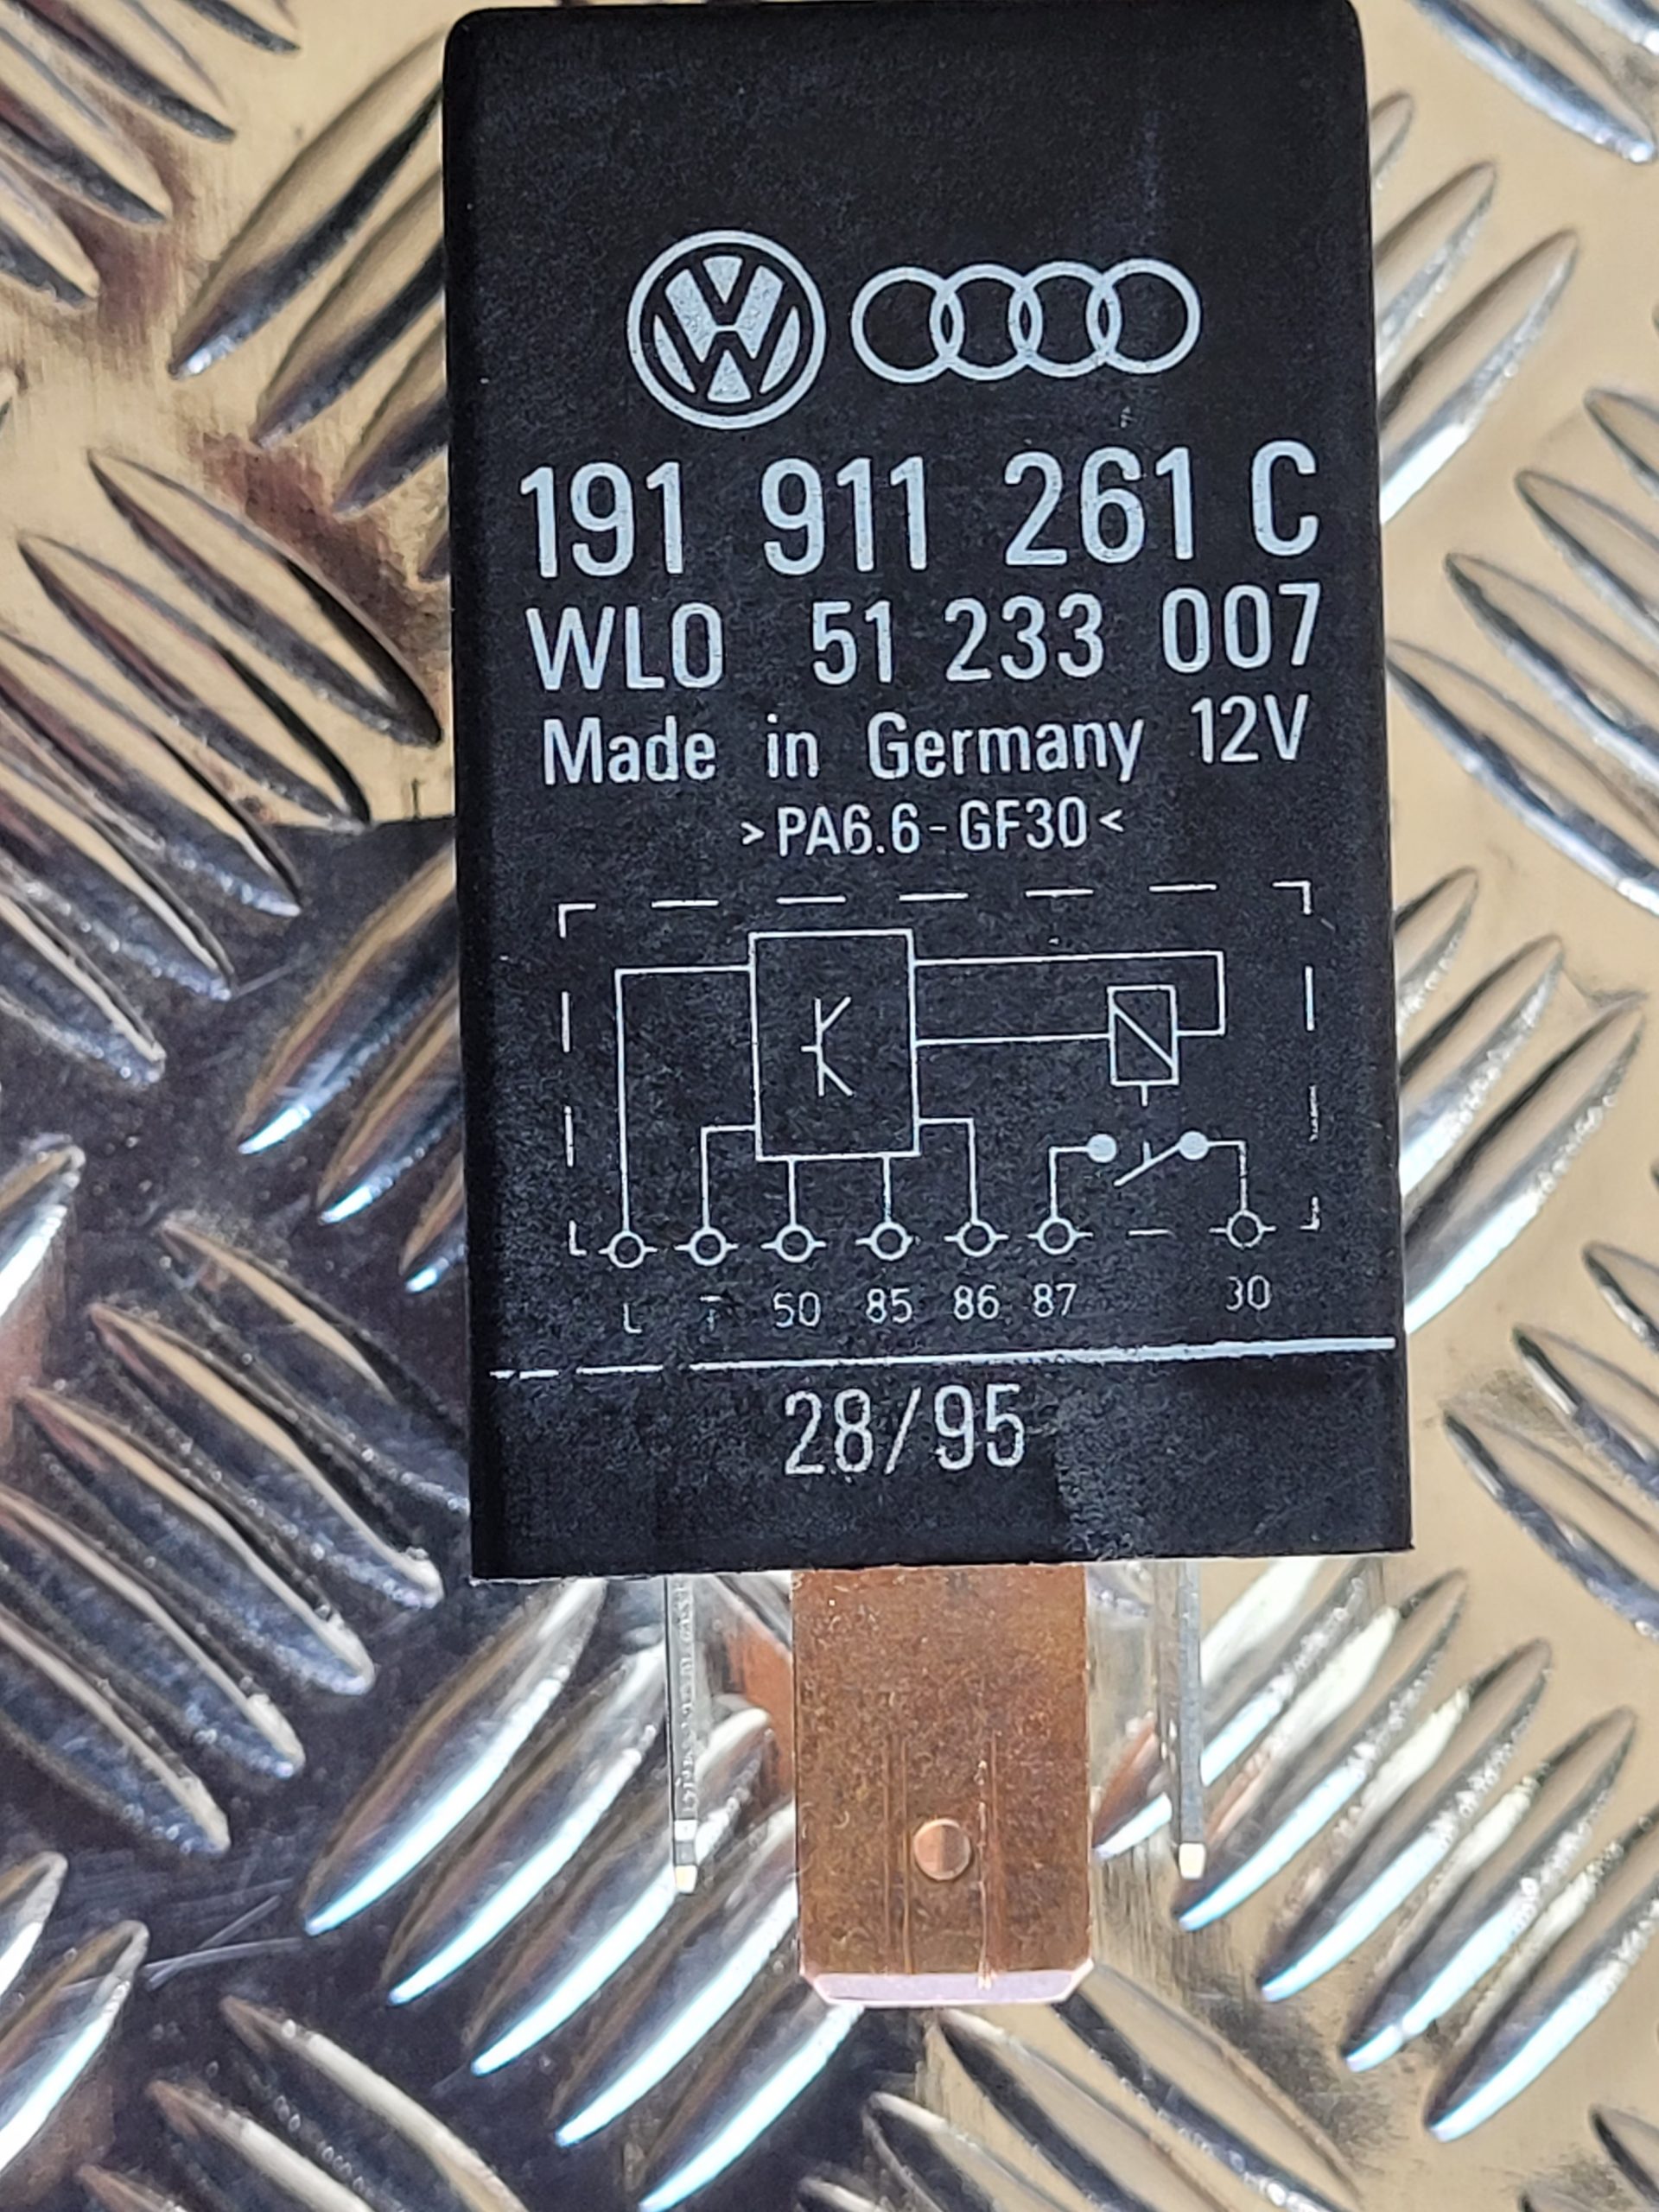 191 911 261 C
WLO 51 233 007
Made in Germany 12V
>PA6.6-GF30<
L T 50 85 86 87 30
28/95